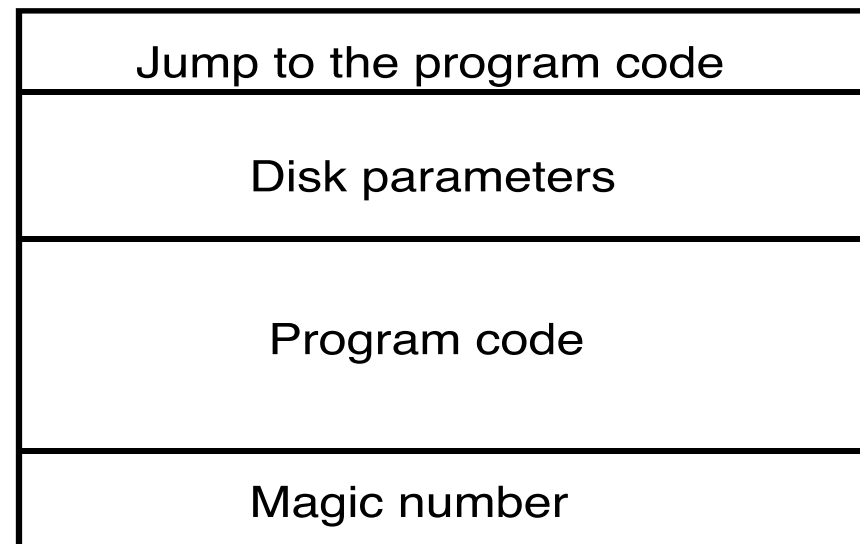 Jump to the program code
Disk parameters
Program code
Magic number